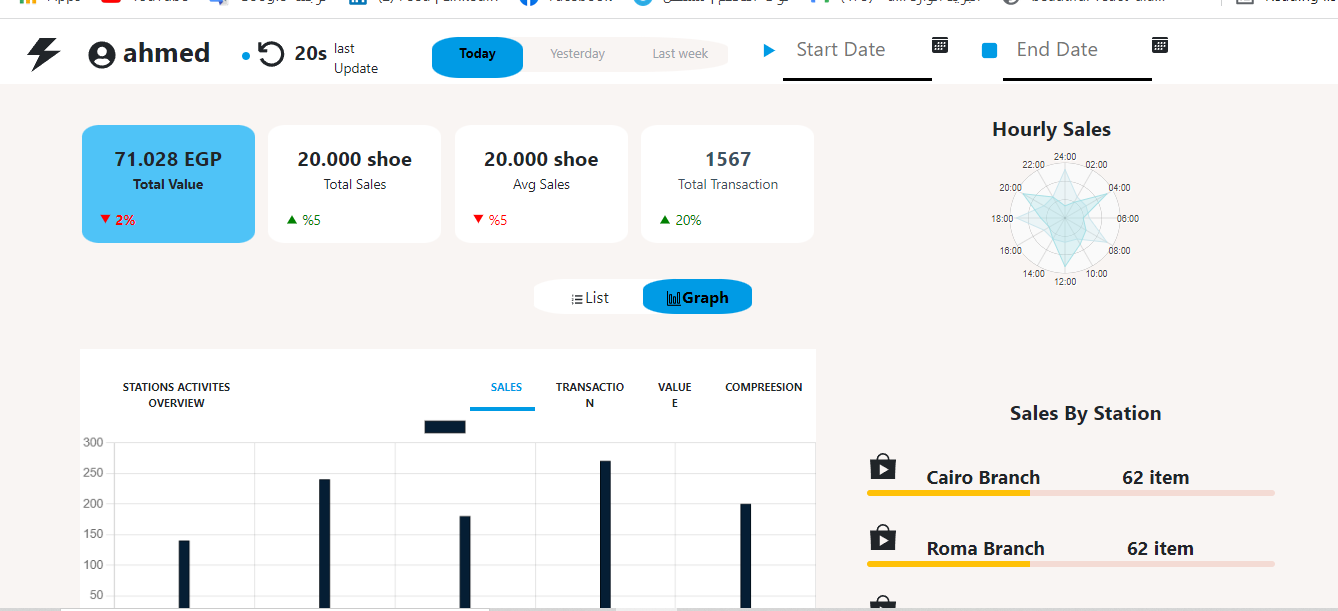 ahmed
20s
last
Update
Today
Yesterday
Last week
Start Date
End Date
71.028 EGP
Total Value
2%
20.000 shoe
Total Sales
%5
20.000 shoe
Avg Sales
%5
1567
Total Transaction
20%
Hourly Sales
24:00
02:00
04:00
06:00
08:00
10:00
12:00
14:00
16:00
18:00
20:00
22:00
List
Graph
STATIONS ACTIVITES
OVERVIEW
SALES
TRANSACTIO
N
VALUE
E
COMPREESION
300
250
200
150
100
50
Sales By Station
Cairo Branch
62 item
Roma Branch
62 item